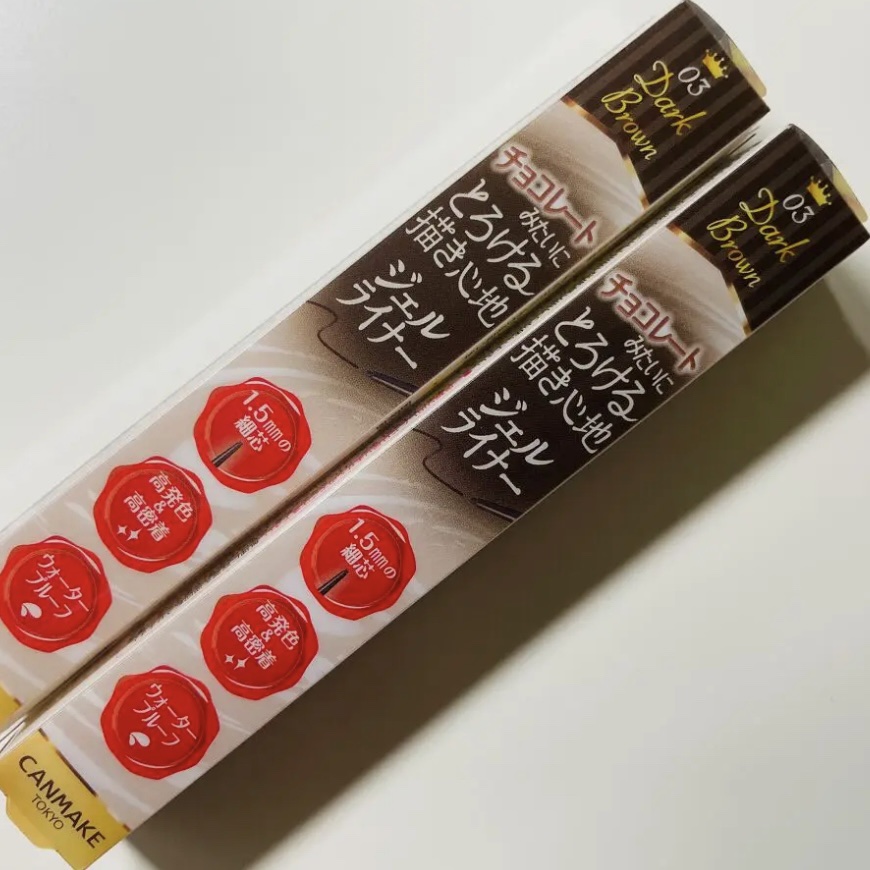 03
Dark
Brown
チョコレート
みたいに
とろける
描き心地
ジェル
ライナー
1.5mmの
細芯
高発色
&
高密着
ウォーター
プルーフ
03
Dark
Brown
チョコレート
みたいに
とろける
描き心地
ジェル
ライナー
1.5mmの
細芯
高発色
&
高密着
ウォーター
プルーフ
CANMAKE
TOKYO